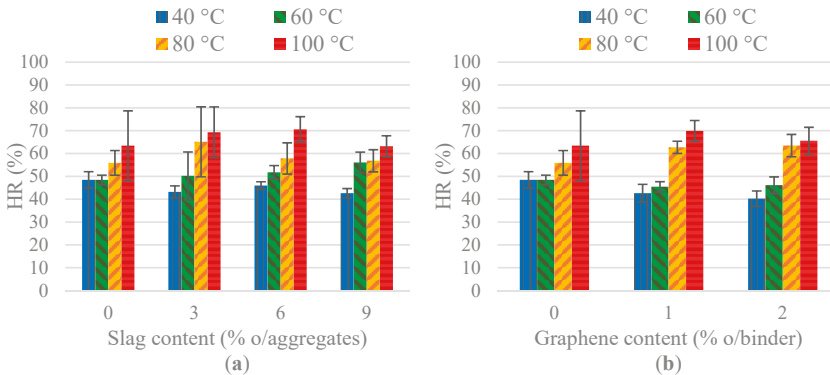 40 °C 60 °C
80 °C 100 °C
100
90
80
70
60
50
40
30
20
10
0
HR (%)
0 3 6 9
Slag content (% o/aggregates)
(a)
40 °C 60 °C
80 °C 100 °C
100
90
80
70
60
50
40
30
20
10
0
HR (%)
0 1 2
Graphene content (% o/binder)
(b)